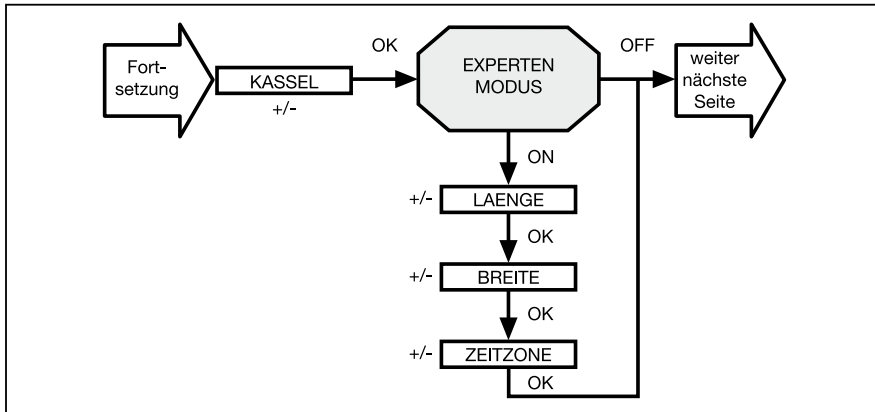 Fort-
setzung
KASSEL
+/-
OK
EXPERTEN
MODUS
OFF
weiter
nächste
Seite
ON
+/-
LAENGE
OK
+/-
BREITE
OK
+/-
ZEITZONE
OK